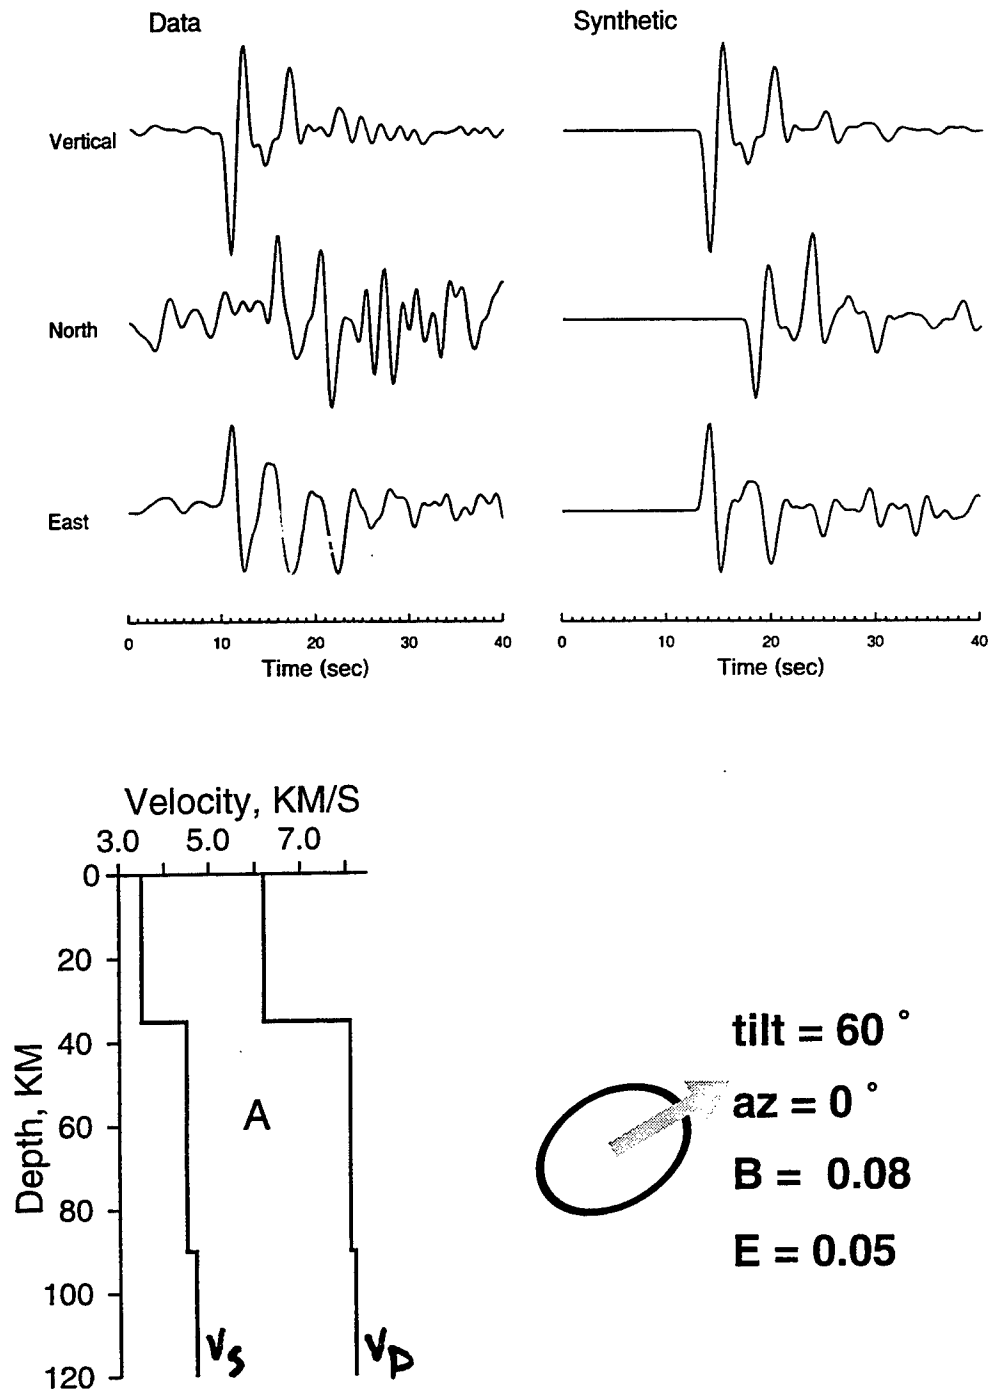 Data Synthetic
Vertical
North
East
0 10 20 30 40 0 10 20 30 40
Time (sec) Time (sec)
Velocity, KM/S
3.0 5.0 7.0
0
20
40
60
80
100
120
Depth, KM
A
Vs Vp
tilt = 60 °
az = 0 °
B = 0.08
E = 0.05